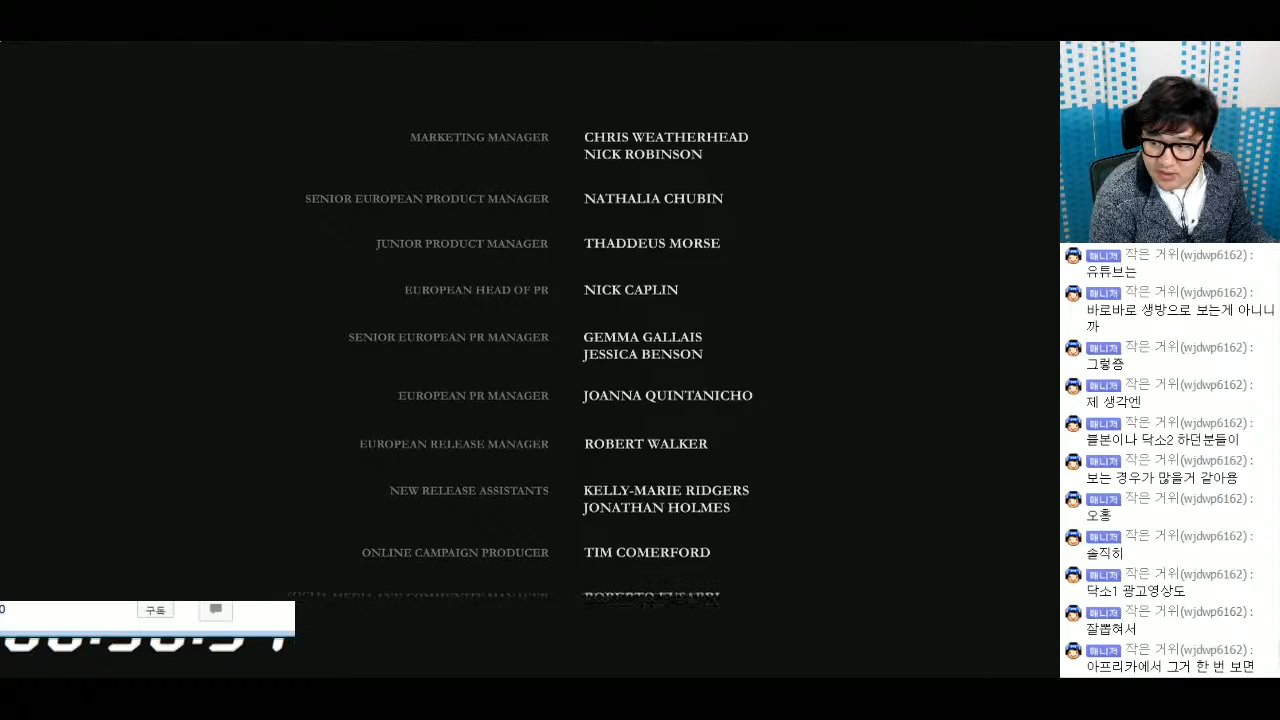 MARKETING MANAGER CHRIS WEATHERHEAD
NICK ROBINSON
SENIOR EUROPEAN PRODUCT MANAGER NATHALIA CHUBIN
JUNIOR PRODUCT MANAGER THADDEUS MORSE
EUROPEAN HEAD OF PR NICK CAPLIN
SENIOR EUROPEAN PR MANAGER GEMMA GALLAIS
JESSICA BENSON
EUROPEAN PR MANAGER JOANNA QUINTANICHO
EUROPEAN RELEASE MANAGER ROBERT WALKER
NEW RELEASE ASSISTANTS KELLY-MARIE RIDGERS
JONATHAN HOLMES
ONLINE CAMPAIGN PRODUCER TIM COMERFORD
0 구독
매니저 작은 거위(wjdwp6162) :
유튜브는
매니저 작은 거위(wjdwp6162) :
바로바로 생방으로 보는게 아니니
까
매니저 작은 거위(wjdwp6162) :
그렇죵
매니저 작은 거위(wjdwp6162) :
제 생각엔
매니저 작은 거위(wjdwp6162) :
블본이나 닥소2 하던분들이
매니저 작은 거위(wjdwp6162) :
보는 경우가 많을거 같아용
매니저 작은 거위(wjdwp6162) :
오홍
매니저 작은 거위(wjdwp6162) :
솔직히
매니저 작은 거위(wjdwp6162) :
닥소1 광고영상도
매니저 작은 거위(wjdwp6162) :
잘뽑혀서
매니저 작은 거위(wjdwp6162) :
아프리카에서 그거 한 번 보면